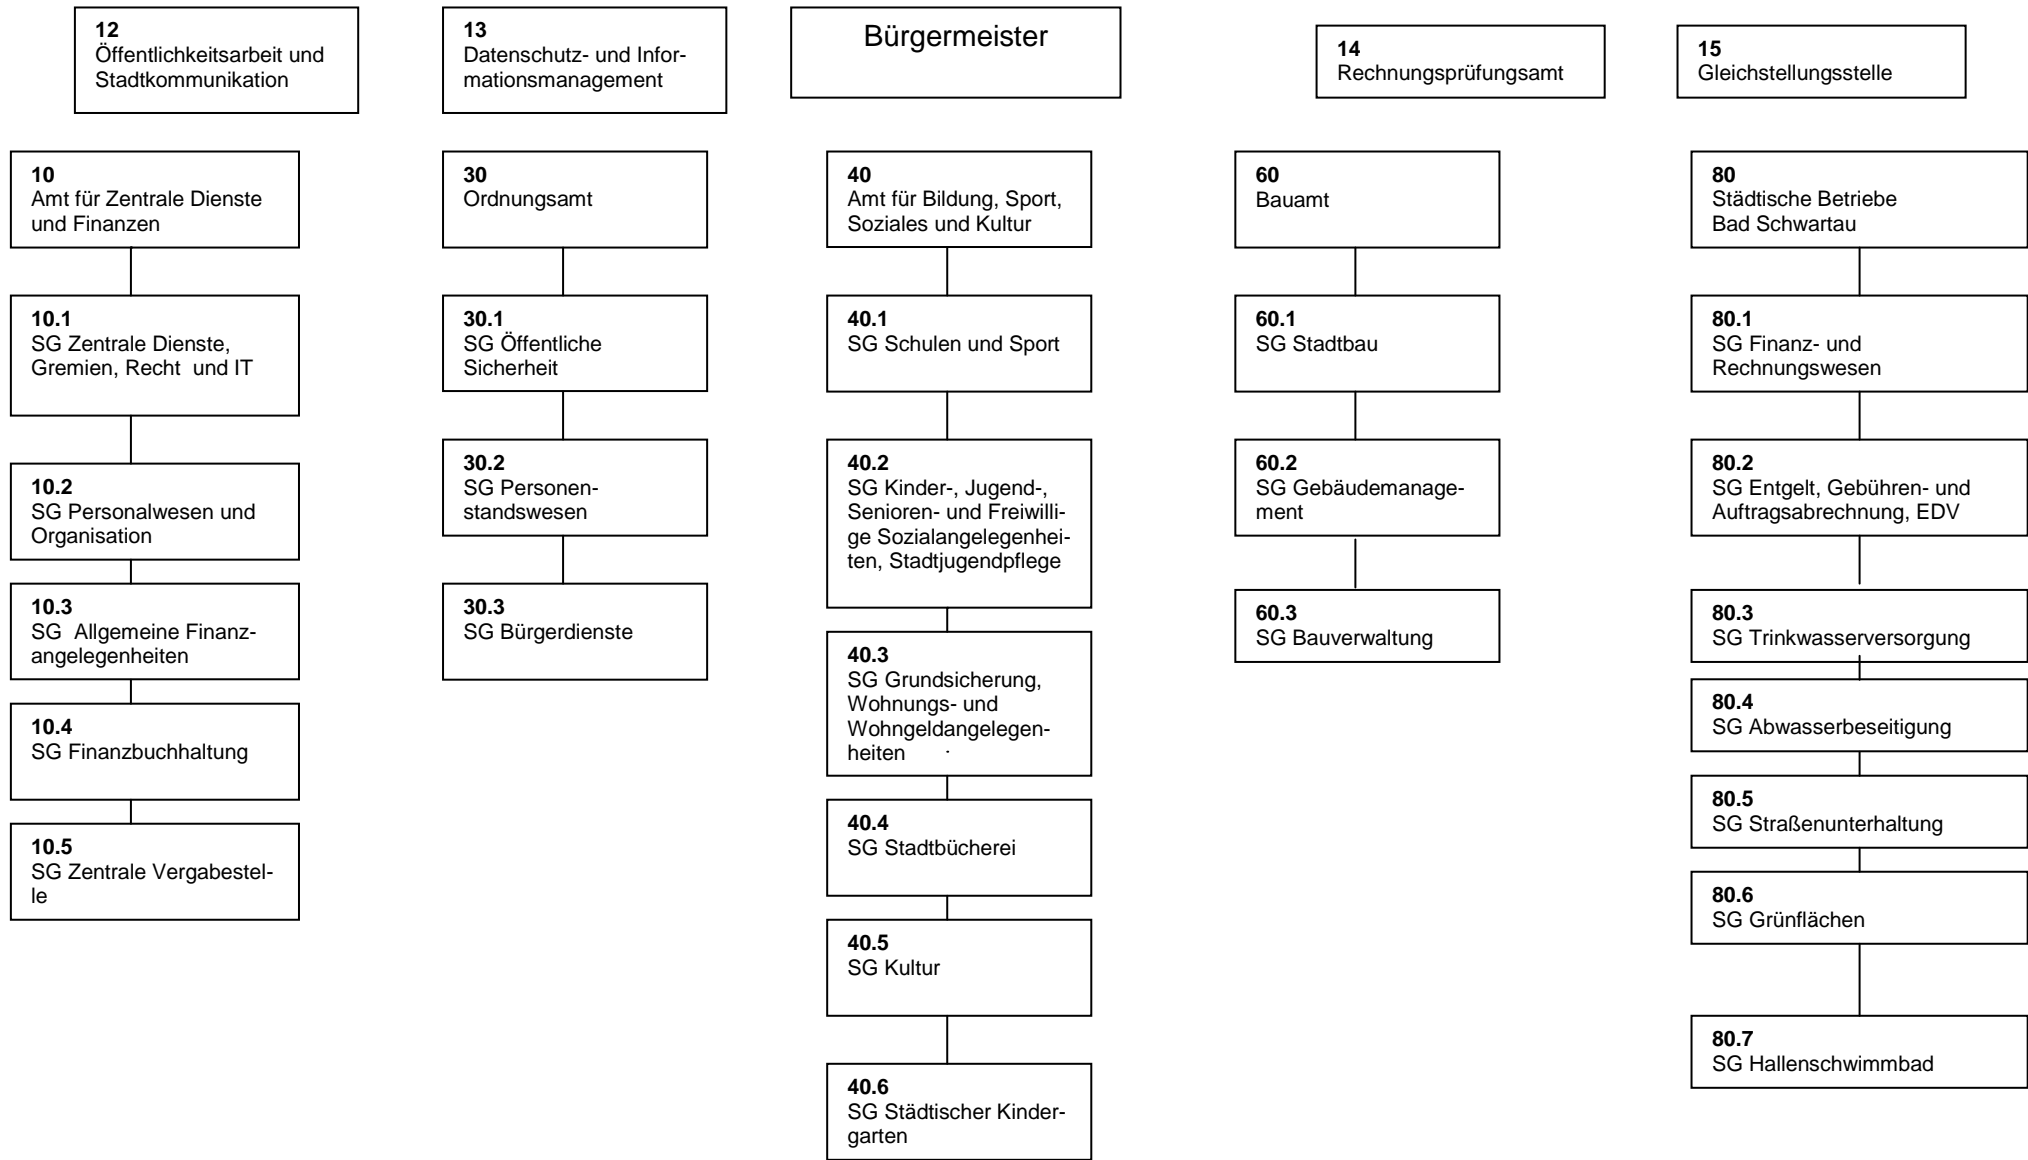 12
Öffentlichkeitsarbeit und
Stadtkommunikation
13
Datenschutz- und Infor-
mationsmanagement
Bürgermeister
14
Rechnungsprüfungsamt
15
Gleichstellungsstelle
10
Amt für Zentrale Dienste
und Finanzen
10.1
SG Zentrale Dienste,
Gremien, Recht und IT
10.2
SG Personalwesen und
Organisation
10.3
SG Allgemeine Finanz-
angelegenheiten
10.4
SG Finanzbuchhaltung
10.5
SG Zentrale Vergabestel-
le
30
Ordnungsamt
30.1
SG Öffentliche
Sicherheit
30.2
SG Personen-
standswesen
30.3
SG Bürgerdienste
40
Amt für Bildung, Sport,
Soziales und Kultur
40.1
SG Schulen und Sport
40.2
SG Kinder-, Jugend-,
Senioren- und Freiwilli-
ge Sozialangelegenhei-
ten, Stadtjugendpflege
40.3
SG Grundsicherung,
Wohnungs- und
Wohngeldangelegen-
heiten
40.4
SG Stadtbücherei
40.5
SG Kultur
40.6
SG Städtischer Kinder-
garten
60
Bauamt
60.1
SG Stadtbau
60.2
SG Gebäudemanage-
ment
60.3
SG Bauverwaltung
80
Städtische Betriebe
Bad Schwartau
80.1
SG Finanz- und
Rechnungswesen
80.2
SG Entgelt, Gebühren- und
Auftragsabrechnung, EDV
80.3
SG Trinkwasserversorgung
80.4
SG Abwasserbeseitigung
80.5
SG Straßenunterhaltung
80.6
SG Grünflächen
80.7
SG Hallenschwimmbad